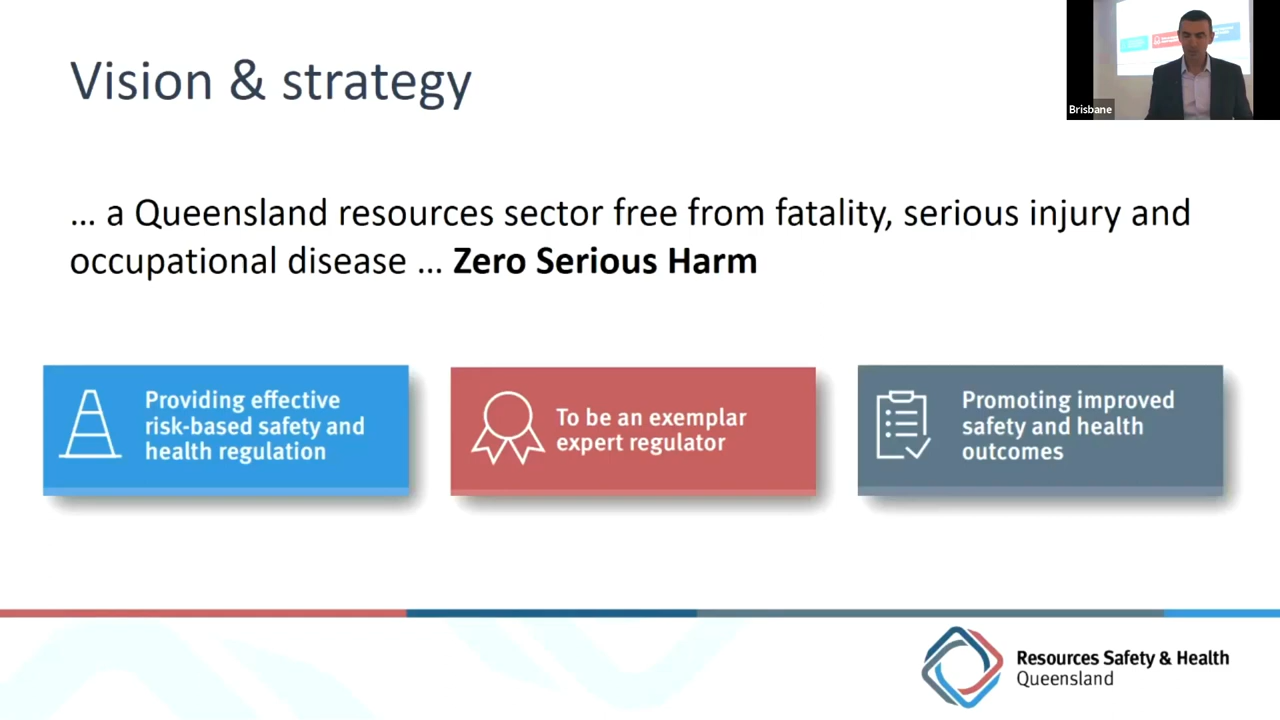 Vision & strategy
Brisbane
... a Queensland resources sector free from fatality, serious injury and
occupational disease ... Zero Serious Harm
Providing effective
risk-based safety and
health regulation
To be an exemplar
expert regulator
Promoting improved
safety and health
outcomes
Resources Safety & Health
Queensland